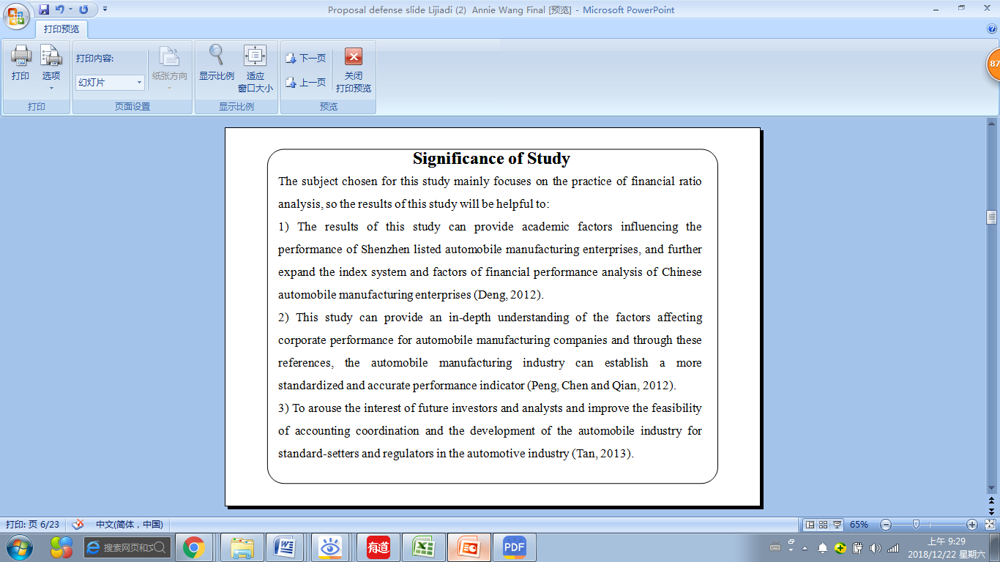 Proposal defense slide Lijiadi (2)  Annie Wang Final [预览] - Microsoft PowerPoint
打印预览
打印
选项
打印内容:
幻灯片
纸张方向
显示比例
适应
窗口大小
下一页
上一页
关闭
打印预览
打印
页面设置
显示比例
预览
87
Significance of Study
The subject chosen for this study mainly focuses on the practice of financial ratio
analysis, so the results of this study will be helpful to:
1) The results of this study can provide academic factors influencing the
performance of Shenzhen listed automobile manufacturing enterprises, and further
expand the index system and factors of financial performance analysis of Chinese
automobile manufacturing enterprises (Deng, 2012).
2) This study can provide an in-depth understanding of the factors affecting
corporate performance for automobile manufacturing companies and through these
references, the automobile manufacturing industry can establish a more
standardized and accurate performance indicator (Peng, Chen and Qian, 2012).
3) To arouse the interest of future investors and analysts and improve the feasibility
of accounting coordination and the development of the automobile industry for
standard-setters and regulators in the automotive industry (Tan, 2013).
打印: 页 6/23
中文(简体，中国)
65%
搜索网页和文
有道
PDF
上午 9:29
2018/12/22 星期六